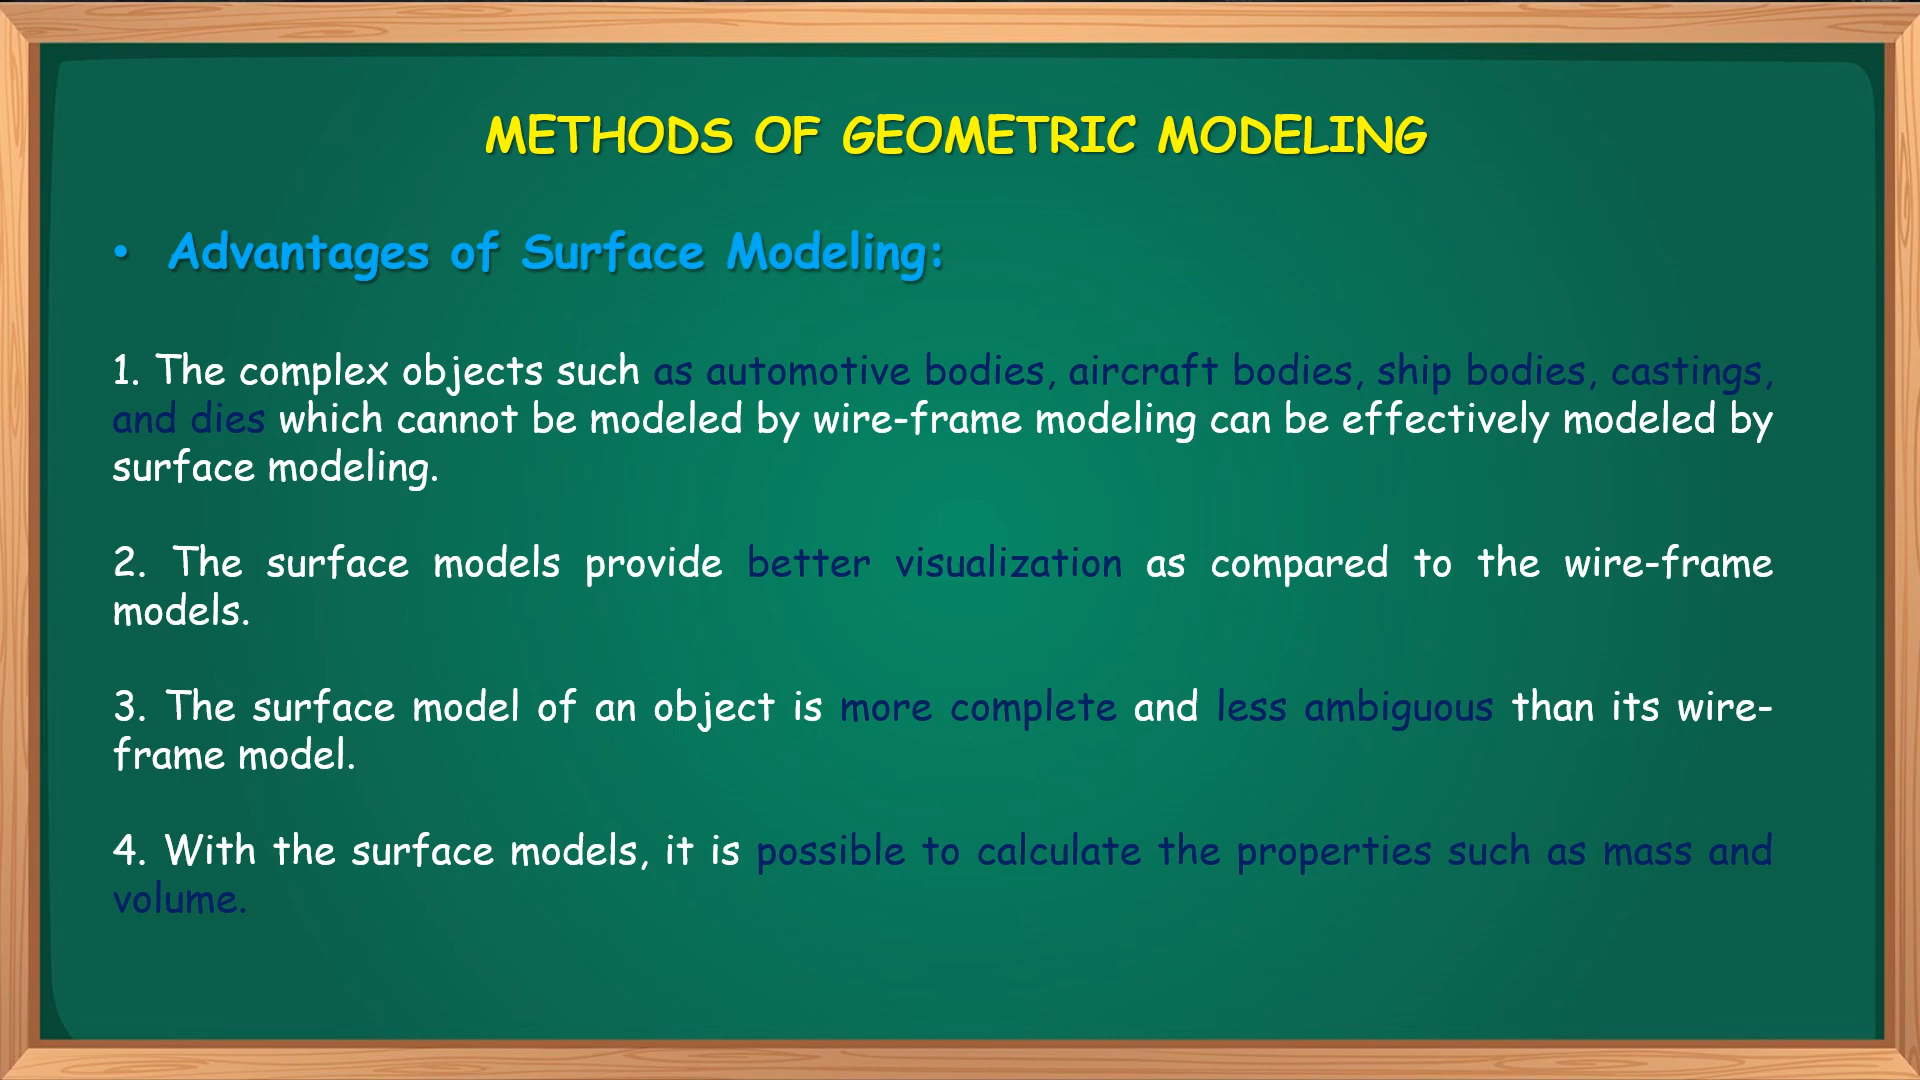 METHODS OF GEOMETRIC MODELING
• Advantages of Surface Modeling:
1. The complex objects such as automotive bodies, aircraft bodies, ship bodies, castings,
and dies which cannot be modeled by wire-frame modeling can be effectively modeled by
surface modeling.
2. The surface models provide better visualization as compared to the wire-frame
models.
3. The surface model of an object is more complete and less ambiguous than its wire-
frame model.
4. With the surface models, it is possible to calculate the properties such as mass and
volume.